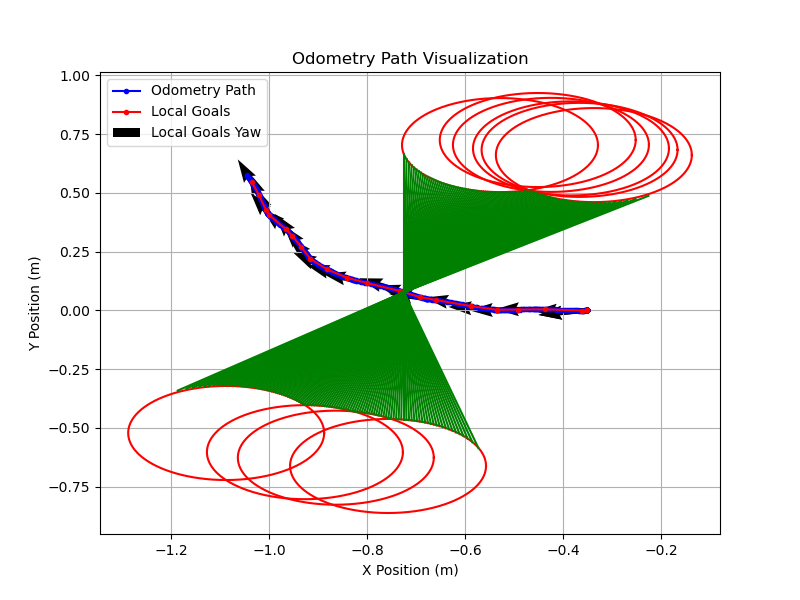 Odometry Path Visualization
Odometry Path
Local Goals
Local Goals Yaw
1.00
0.75
0.50
0.25
0.00
−0.25
−0.50
−0.75
Y Position (m)
−1.2
−1.0
−0.8
−0.6
−0.4
−0.2
X Position (m)